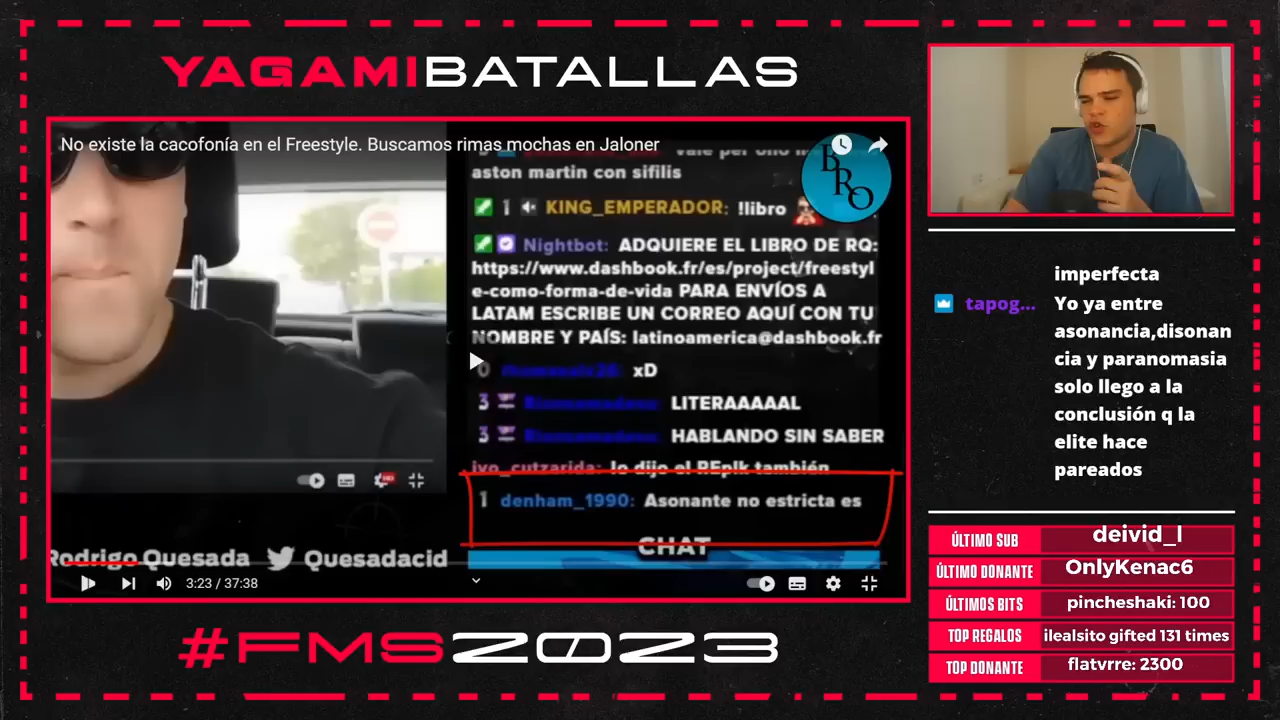 YAGAMIBATALLAS
No existe la cacofonía en el Freestyle. Buscamos rimas mochas en Jaloner
BRO
aston martin con sifilis
1 KING_EMPERADOR: !libro
Nightbot: ADQUIERE EL LIBRO DE RQ:
https://www.dashbook.fr/es/project/freestyl
e-como-forma-de-vida PARA ENVÍOS A
LATAM ESCRIBE UN CORREO AQUÍ CON TU
NOMBRE Y PAÍS: latinoamerica@dashbook.fr
0 xD
3 LITERAAAAAL
3 HABLANDO SIN SABER
ivo_cutzarida: lo dijo el REplk también
1 denham_1990: Asonante no estricta es
CHAT
Rodrigo Quesada Quesadacid
3:23 / 37:38
#FMS2023
imperfecta
tapog... Yo ya entre
asonancia,disonan
cia y paranomasia
solo llego a la
conclusión q la
elite hace
pareados
ÚLTIMO SUB deivid_l
ÚLTIMO DONANTE OnlyKenac6
ÚLTIMOS BITS pincheshaki: 100
TOP REGALOS ilealsito gifted 131 times
TOP DONANTE flatvrre: 2300